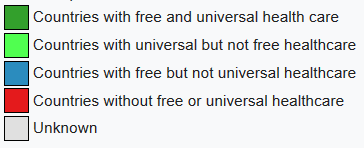 Countries with free and universal health care
Countries with universal but not free healthcare
Countries with free but not universal healthcare
Countries without free or universal healthcare
Unknown